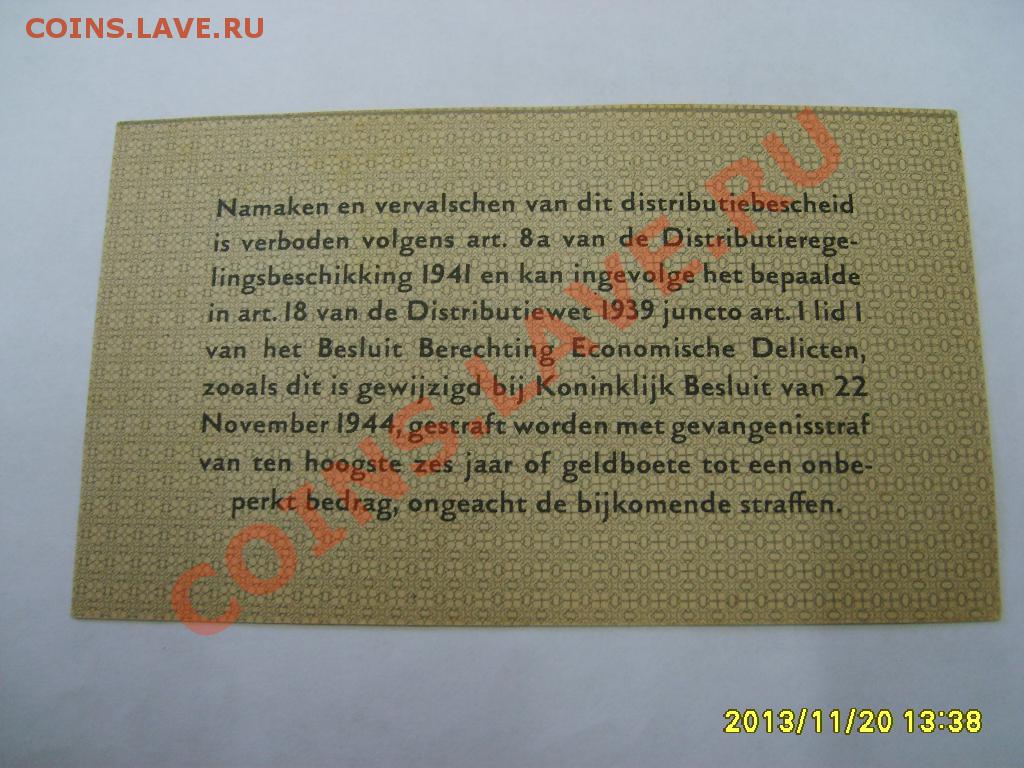 COINS.LAVE.RU
Namaken en vervalschen van dit distributiebescheid
is verboden volgens art. 8a van de Distributierege-
lingsbeschikking 1941 en kan ingevolge het bepaalde
in art. 18 van de Distributiewet 1939 juncto art. 1 lid 1
van het Besluit Berechting Economische Delicten,
zooals dit is gewijzigd bij Koninklijk Besluit van 22
November 1944, gestraft worden met gevangenisstraf
van ten hoogste zes jaar of geldboete tot een onbe-
perkt bedrag, ongeacht de bijkomende straffen.
COINS.LAVE.RU
2013/11/20 13:38